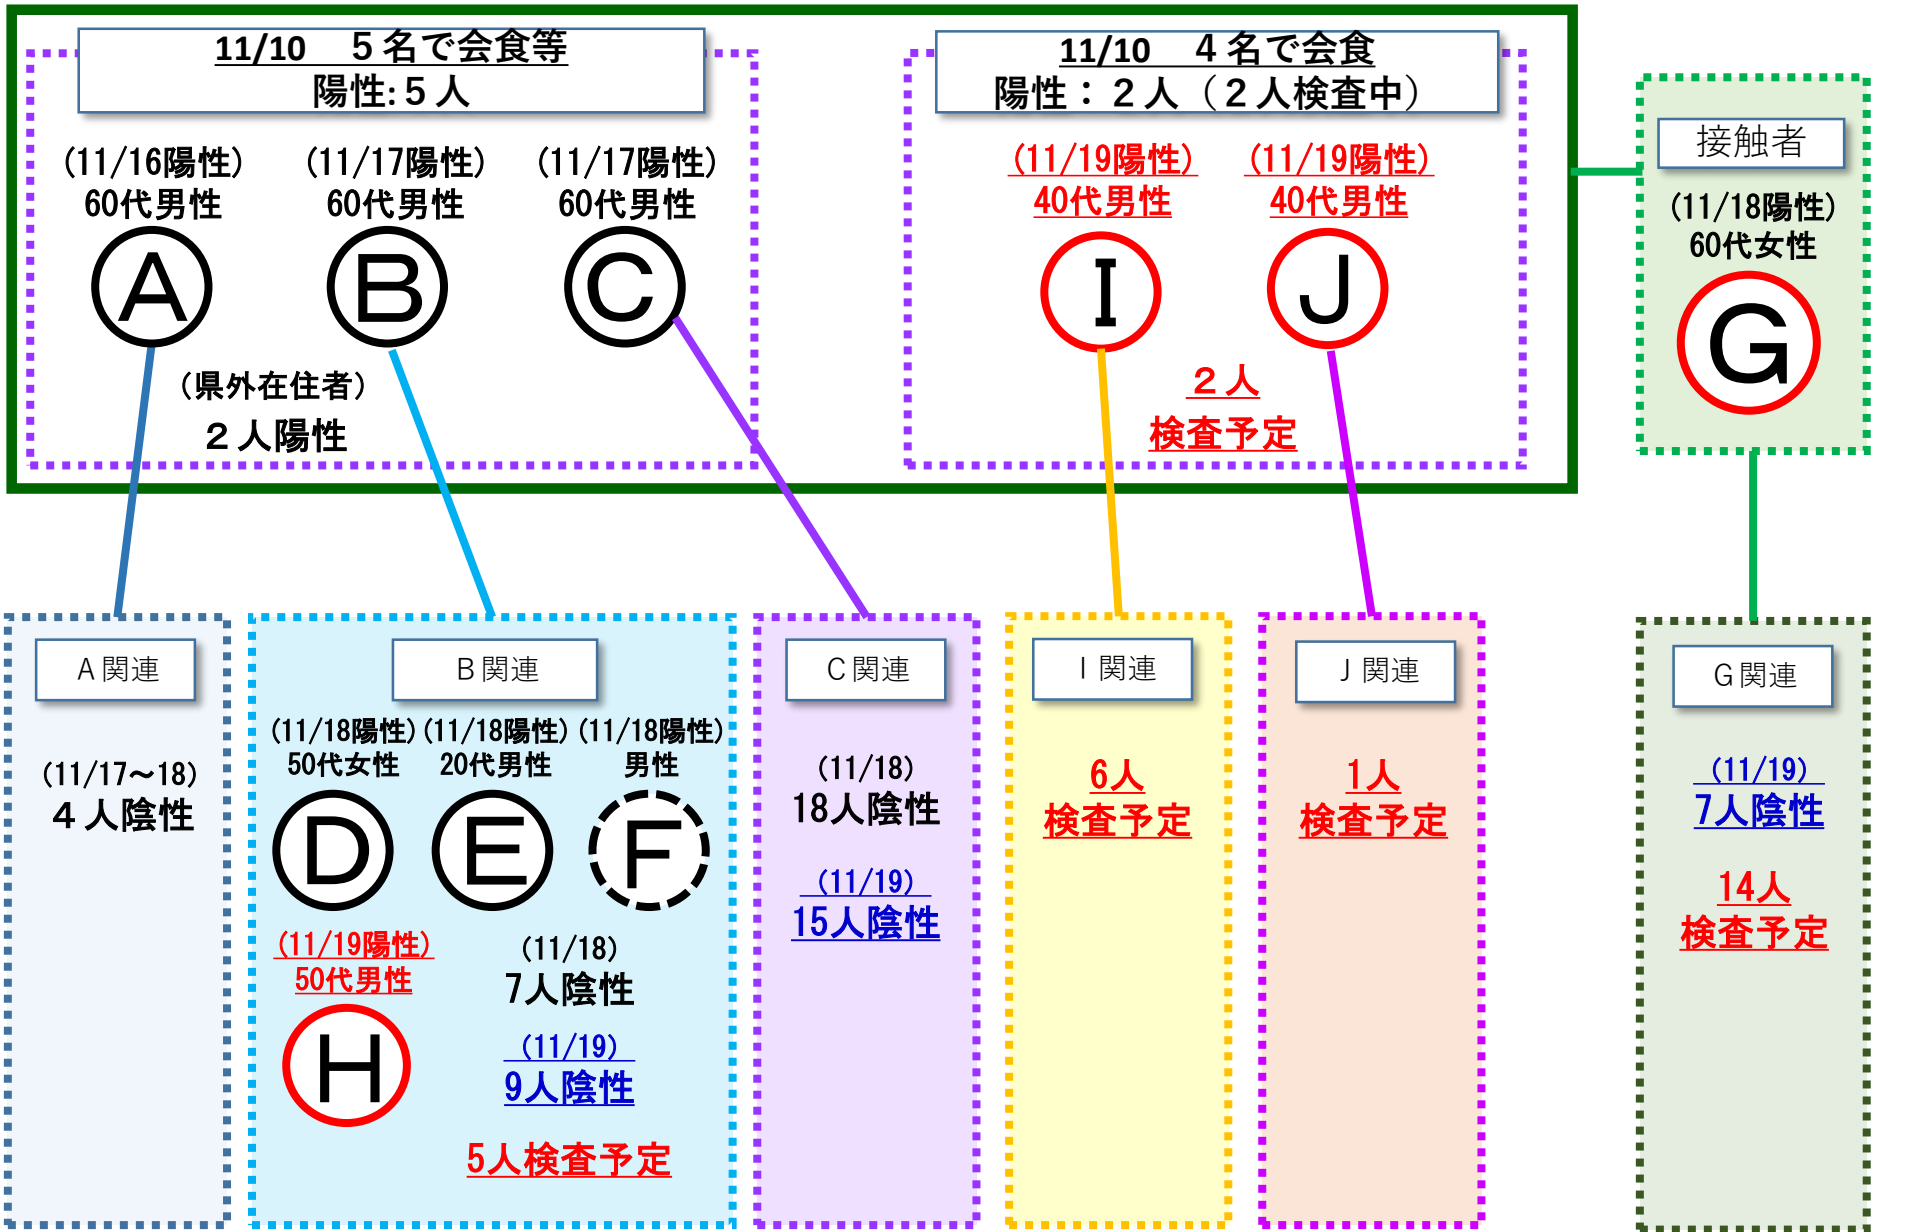 11/10　５名で会食等
陽性:５人
(11/16陽性)
60代男性
A
(11/17陽性)
60代男性
B
(11/17陽性)
60代男性
C
（県外在住者）
２人陽性
11/10　４名で会食
陽性：２人（２人検査中）
(11/19陽性)
40代男性
I
(11/19陽性)
40代男性
J
２人
検査予定
接触者
(11/18陽性)
60代女性
G
A関連
(11/17～18)
４人陰性
B関連
(11/18陽性)
50代女性
D
(11/18陽性)
20代男性
E
(11/18陽性)
男性
F
(11/19陽性)
50代男性
H
(11/18)
7人陰性
(11/19)
9人陰性
5人検査予定
C関連
(11/18)
18人陰性
(11/19)
15人陰性
I関連
6人
検査予定
J関連
1人
検査予定
G関連
(11/19)
7人陰性
14人
検査予定